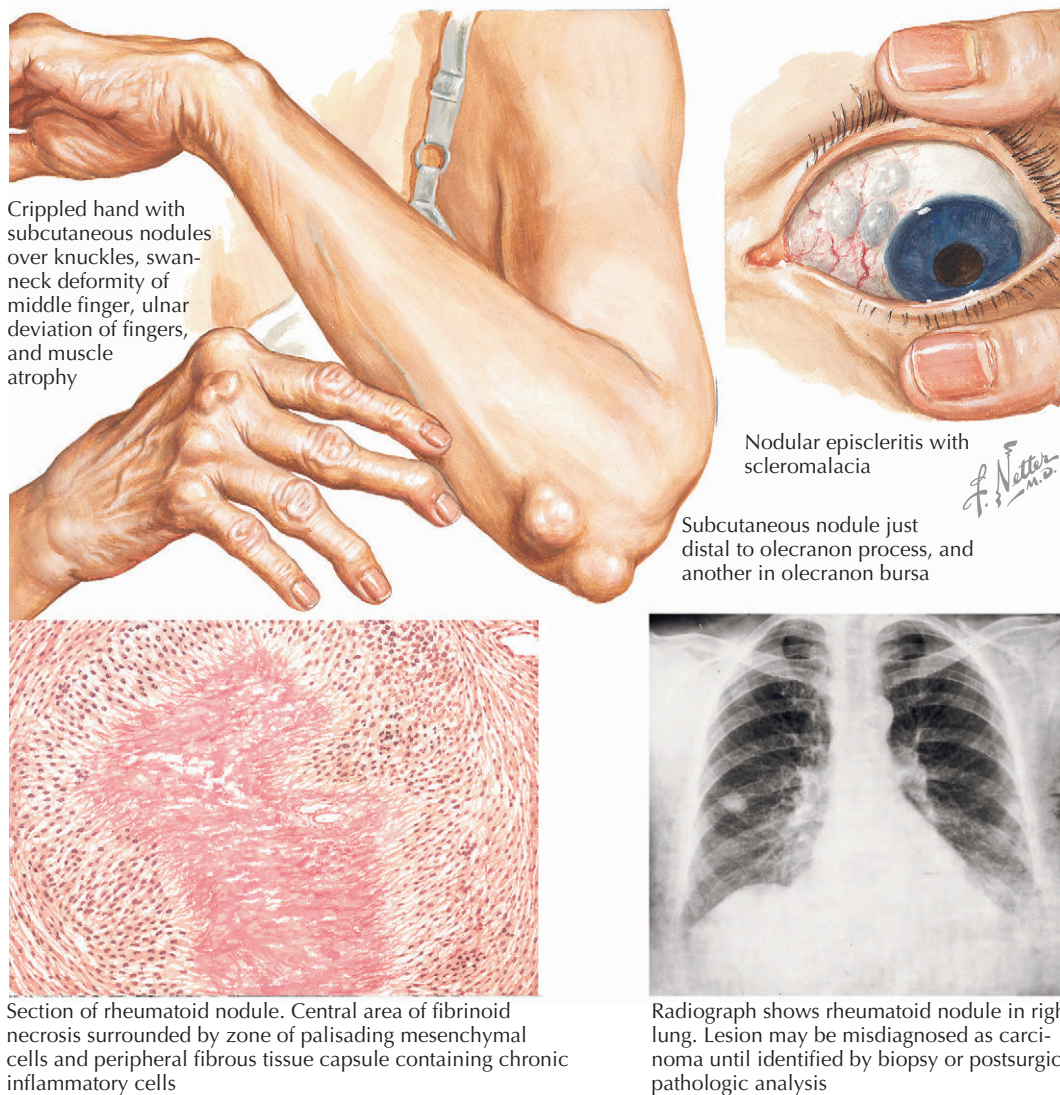 Crippled hand with
subcutaneous nodules
over knuckles, swan-
neck deformity of
middle finger, ulnar
deviation of fingers,
and muscle
atrophy
Nodular episcleritis with
scleromalacia
F. Netter
M.D.
Subcutaneous nodule just
distal to olecranon process, and
another in olecranon bursa
Section of rheumatoid nodule. Central area of fibrinoid
necrosis surrounded by zone of palisading mesenchymal
cells and peripheral fibrous tissue capsule containing chronic
inflammatory cells
Radiograph shows rheumatoid nodule in righ
lung. Lesion may be misdiagnosed as carci-
noma until identified by biopsy or postsurgic
pathologic analysis